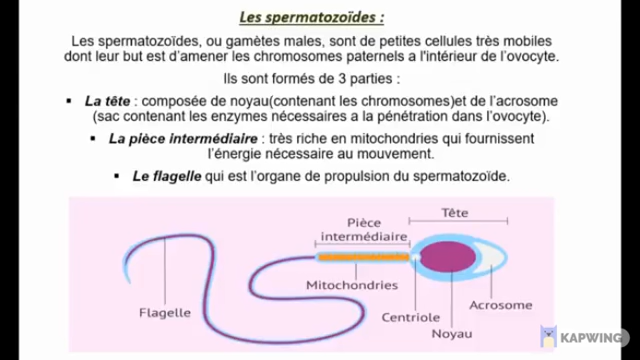 Les spermatozoïdes :
Les spermatozoïdes, ou gamètes males, sont de petites cellules très mobiles
dont leur but est d'amener les chromosomes paternels a l'intérieur de l'ovocyte.
Ils sont formés de 3 parties :
▪ La tête : composée de noyau(contenant les chromosomes)et de l'acrosome
(sac contenant les enzymes nécessaires a la pénétration dans l'ovocyte).
▪ La pièce intermédiaire : très riche en mitochondries qui fournissent
l'énergie nécessaire au mouvement.
▪ Le flagelle qui est l'organe de propulsion du spermatozoïde.
Tête
Pièce
intermédiaire
Mitochondries
Flagelle
Centriole
Acrosome
Noyau
KAPWING